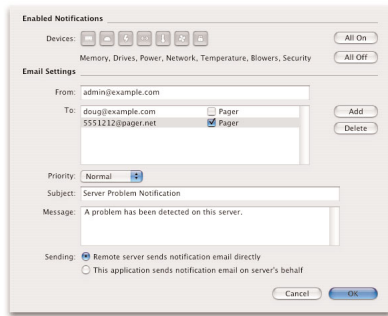 Enabled Notifications
Devices:
All On
Memory, Drives, Power, Network, Temperature, Blowers, Security
All Off
Email Settings
From: admin@example.com
To: doug@example.com Pager
Add
5551212@pager.net Pager
Delete
Priority: Normal
Subject: Server Problem Notification
Message: A problem has been detected on this server.
Sending: Remote server sends notification email directly
This application sends notification email on server's behalf
Cancel OK